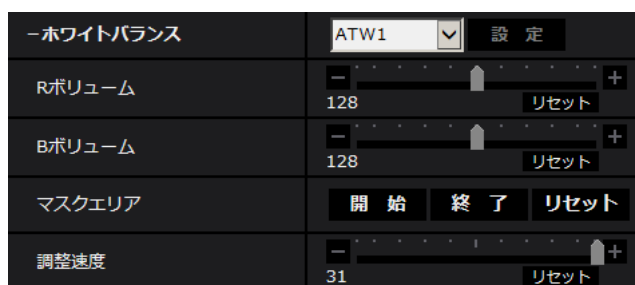 −ホワイトバランス ATW1 設 定
Rボリューム − +
128 リセット
Bボリューム − +
128 リセット
マスクエリア 開 始 終 了 リセット
調整速度 − +
31 リセット